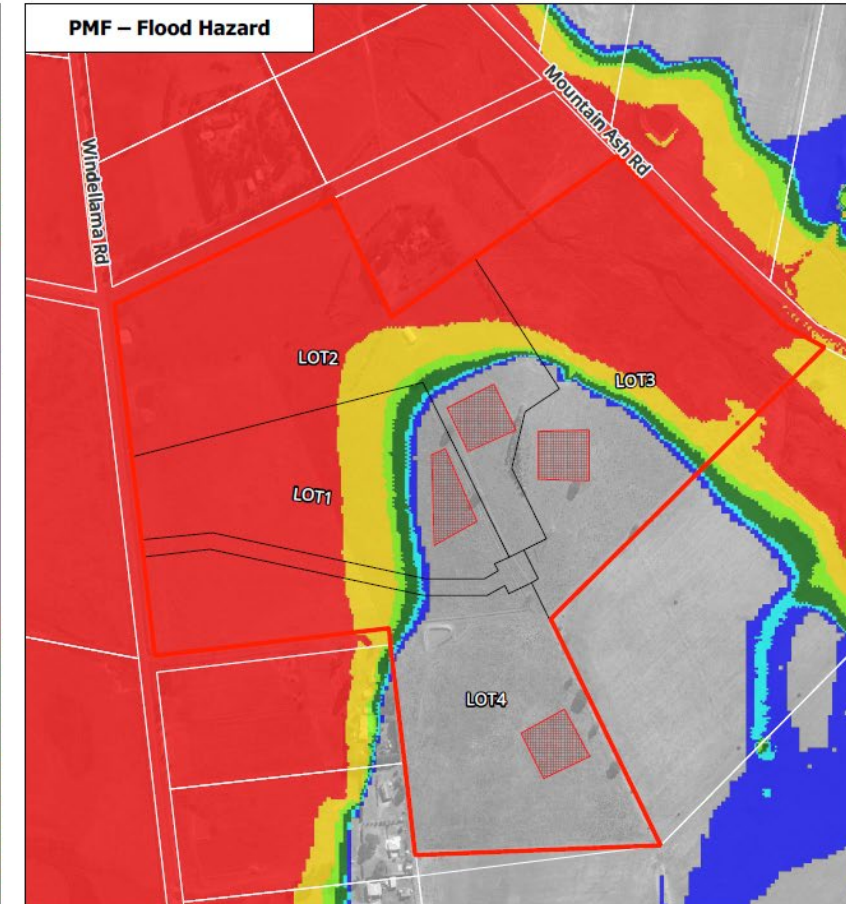 PMF – Flood Hazard
Mountain Ash Rd
Windellama Rd
LOT2
LOT3
LOT1
LOT4